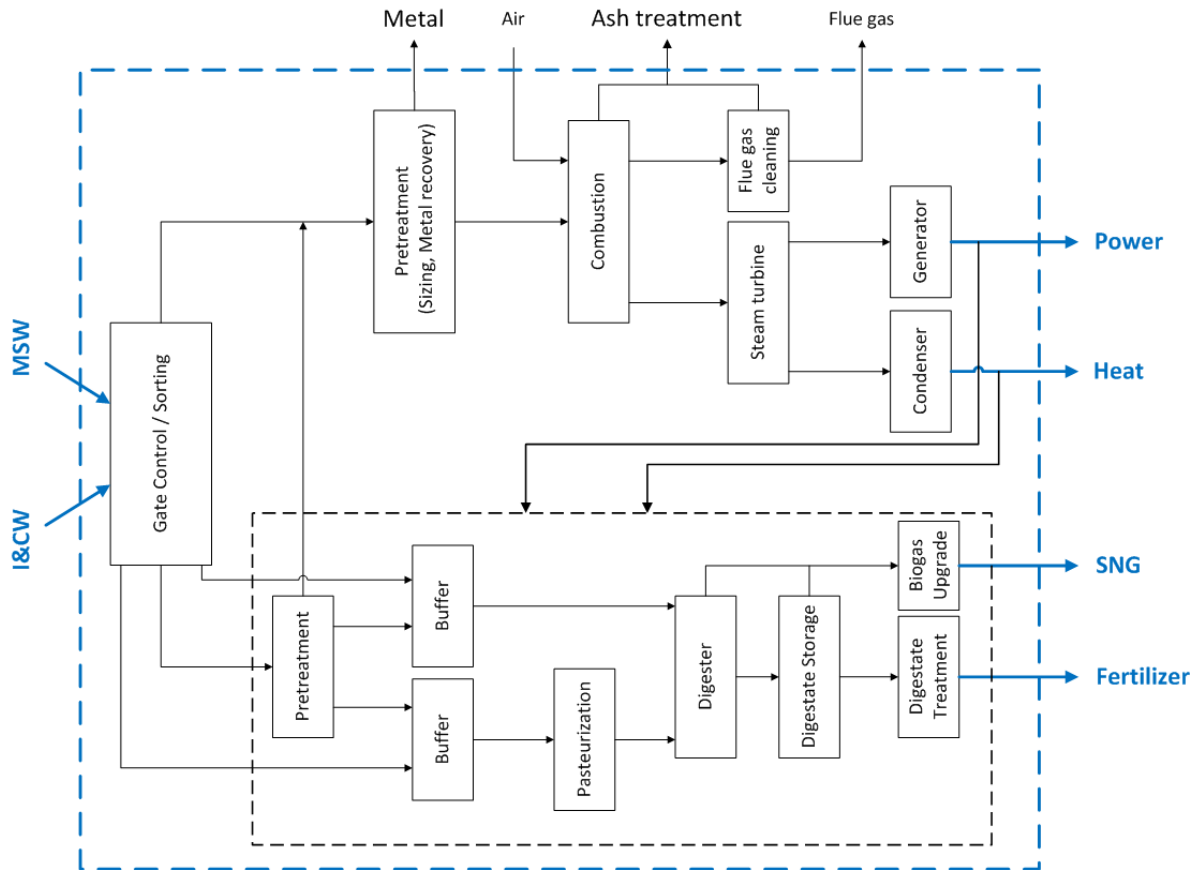 Metal
Air
Ash treatment
Flue gas
Pretreatment
(Sizing, Metal recovery)
Combustion
Flue gas
cleaning
Steam turbine
Generator
Condenser
Power
Heat
MSW
I&CW
Gate Control / Sorting
Pretreatment
Buffer
Buffer
Pasteurization
Digester
Digestate Storage
Biogas
Upgrade
Digestate
Treatment
SNG
Fertilizer